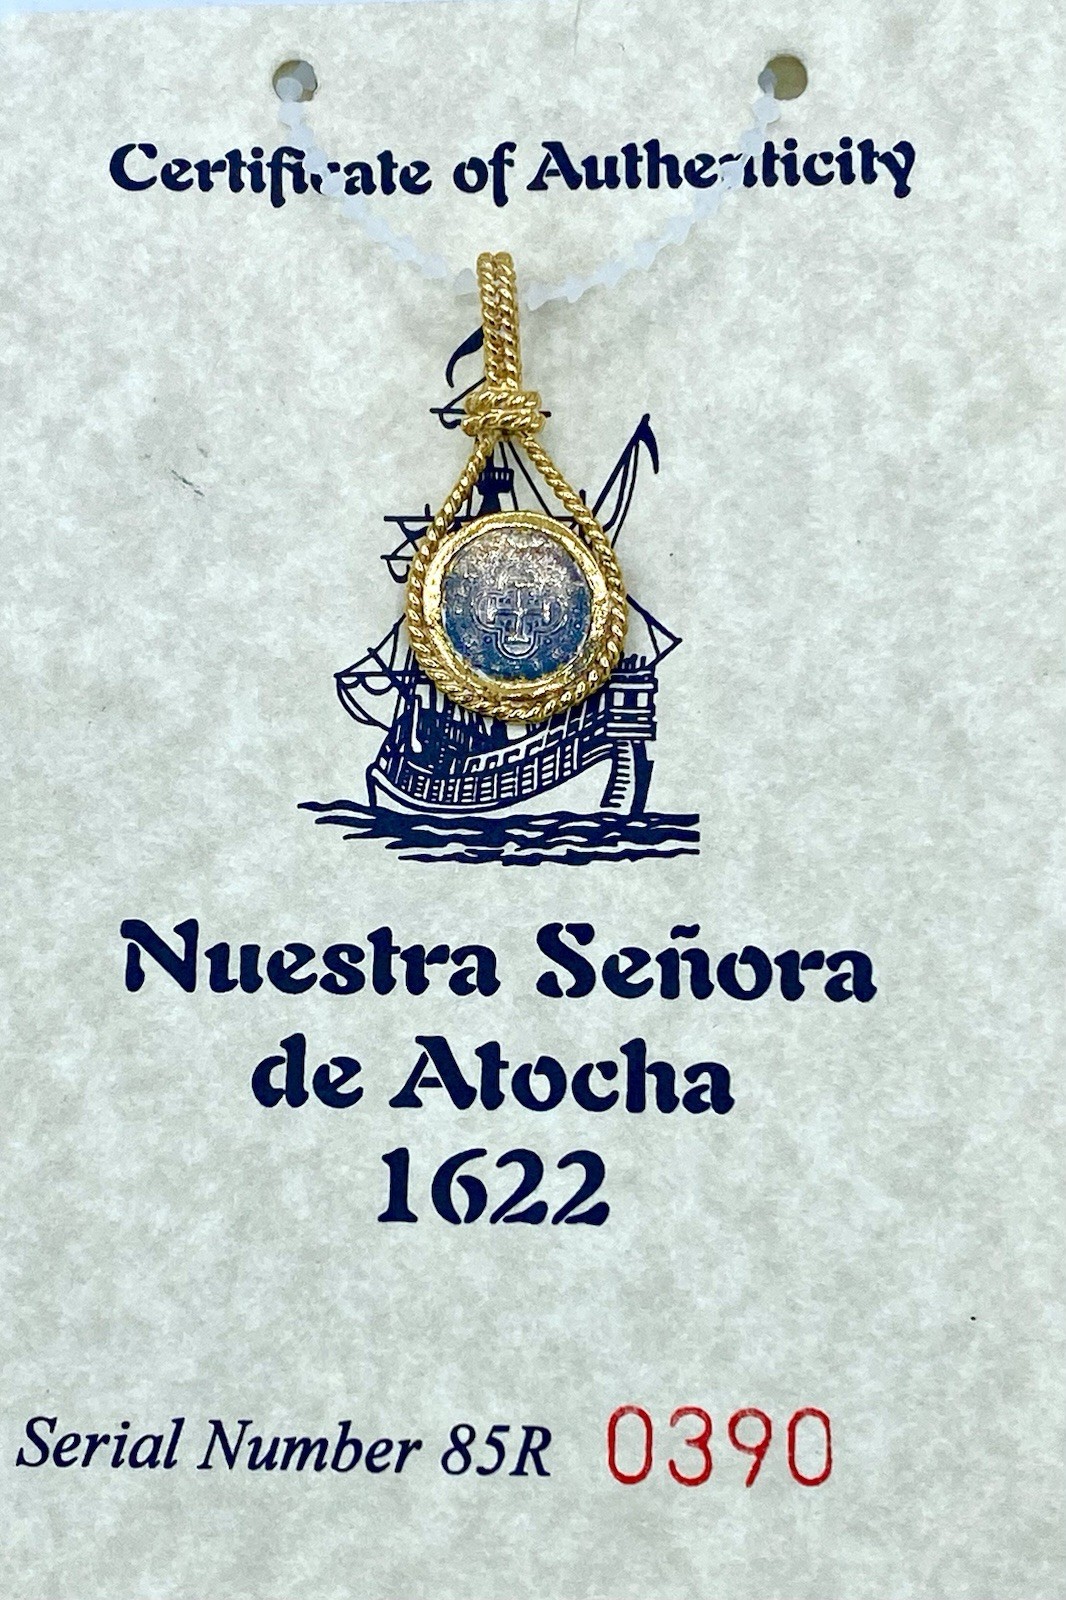 Certificate of Authenticity
Nuestra Señora
de Atocha
1622
Serial Number 85R 0390